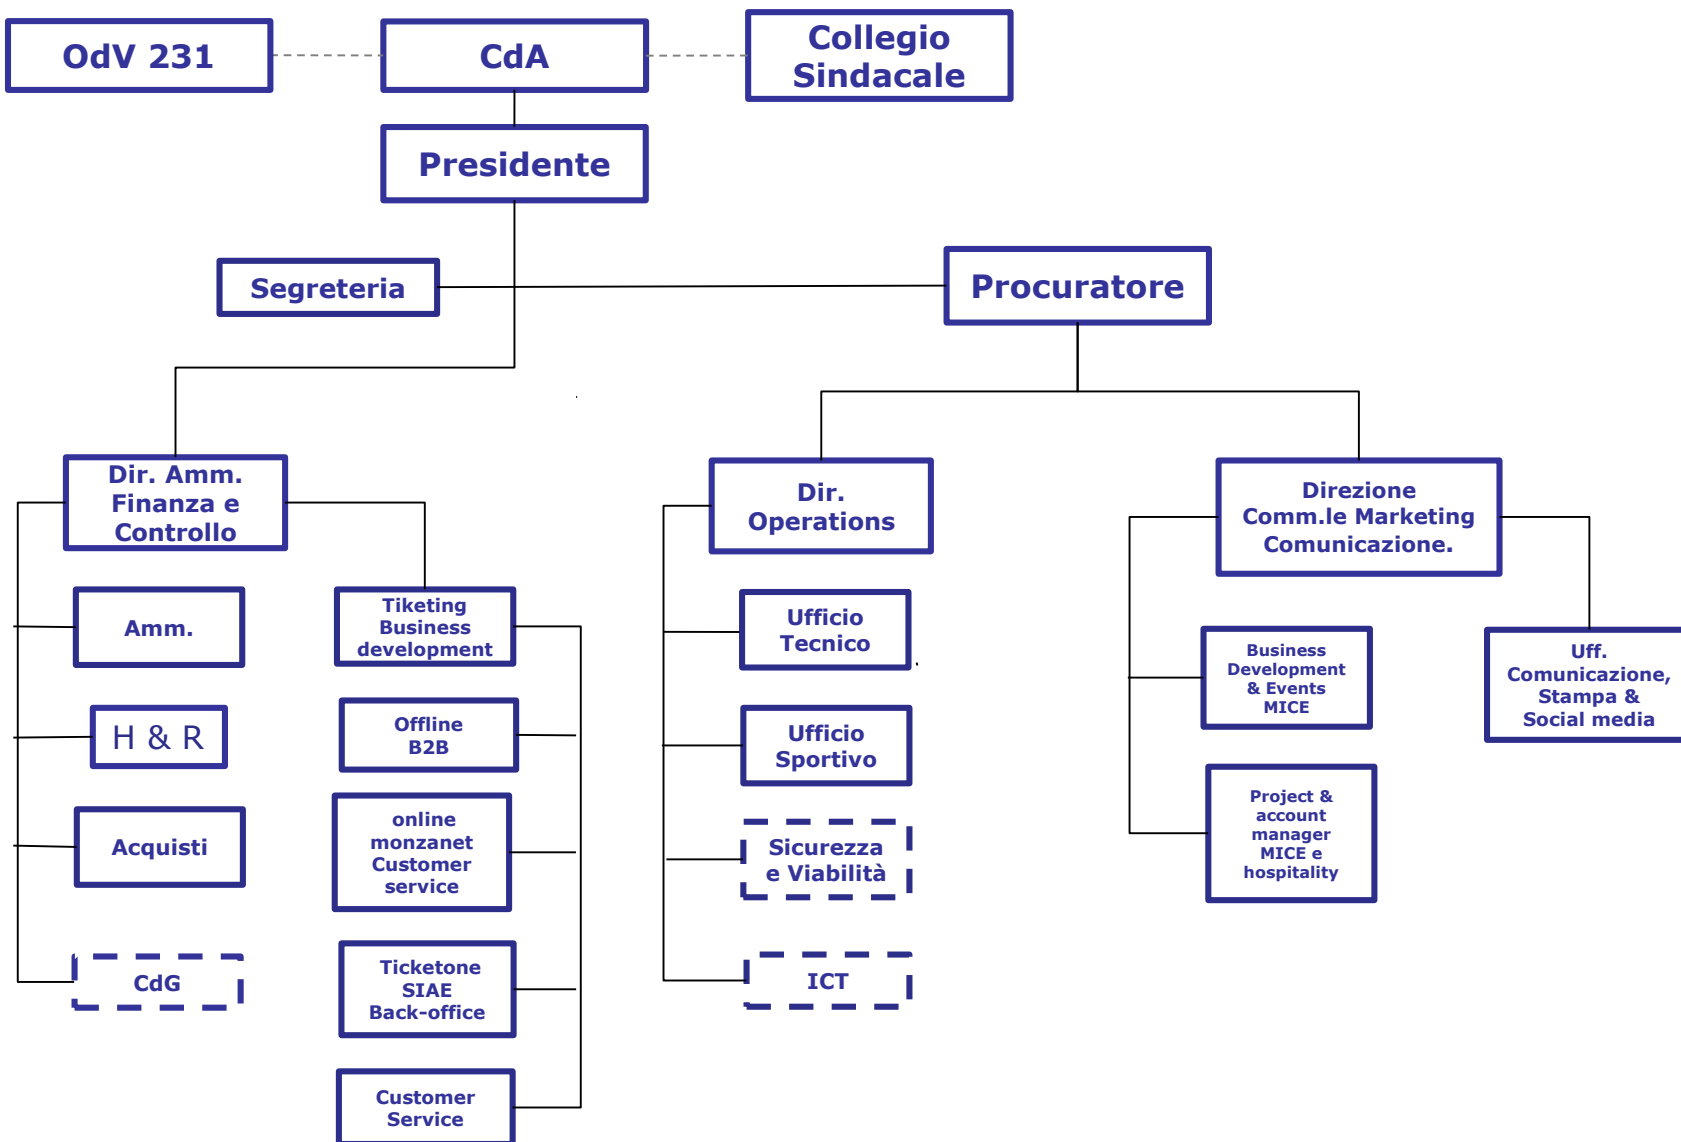 OdV 231
CdA
Collegio
Sindacale
Presidente
Segreteria
Procuratore
Dir. Amm.
Finanza e
Controllo
Dir.
Operations
Direzione
Comm.le Marketing
Comunicazione.
Amm.
H & R
Acquisti
CdG
Tiketing
Business
development
Offline
B2B
online
monzanet
Customer
service
Ticketone
SIAE
Back-office
Customer
Service
Ufficio
Tecnico
Ufficio
Sportivo
Sicurezza
e Viabilità
ICT
Business
Development
& Events
MICE
Project &
account
manager
MICE e
hospitality
Uff.
Comunicazione,
Stampa &
Social media